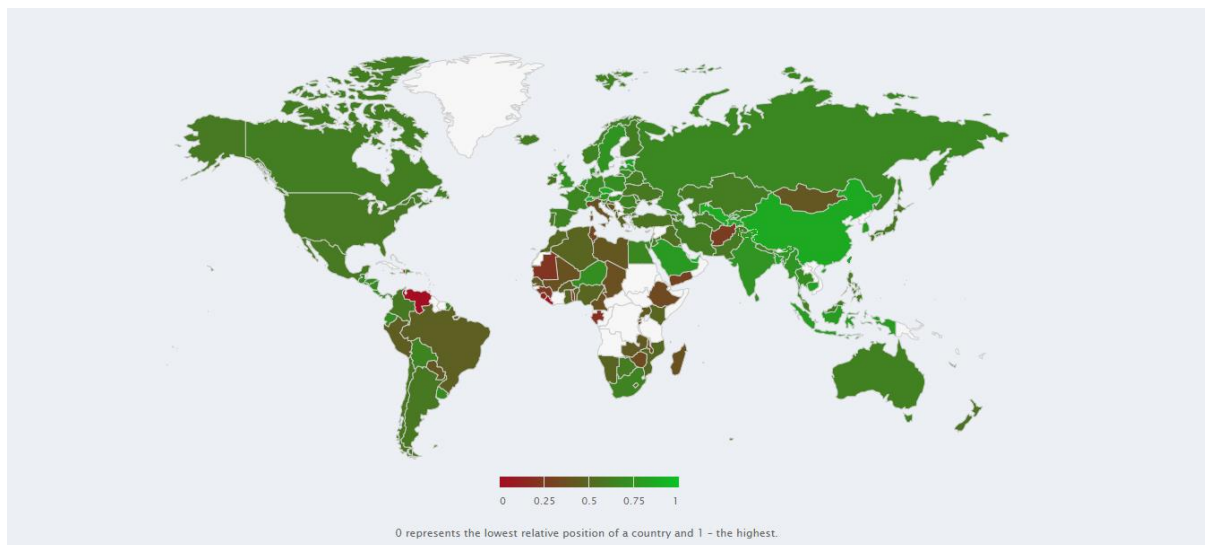 0 0.25 0.5 0.75 1
0 represents the lowest relative position of a country and 1 – the highest.